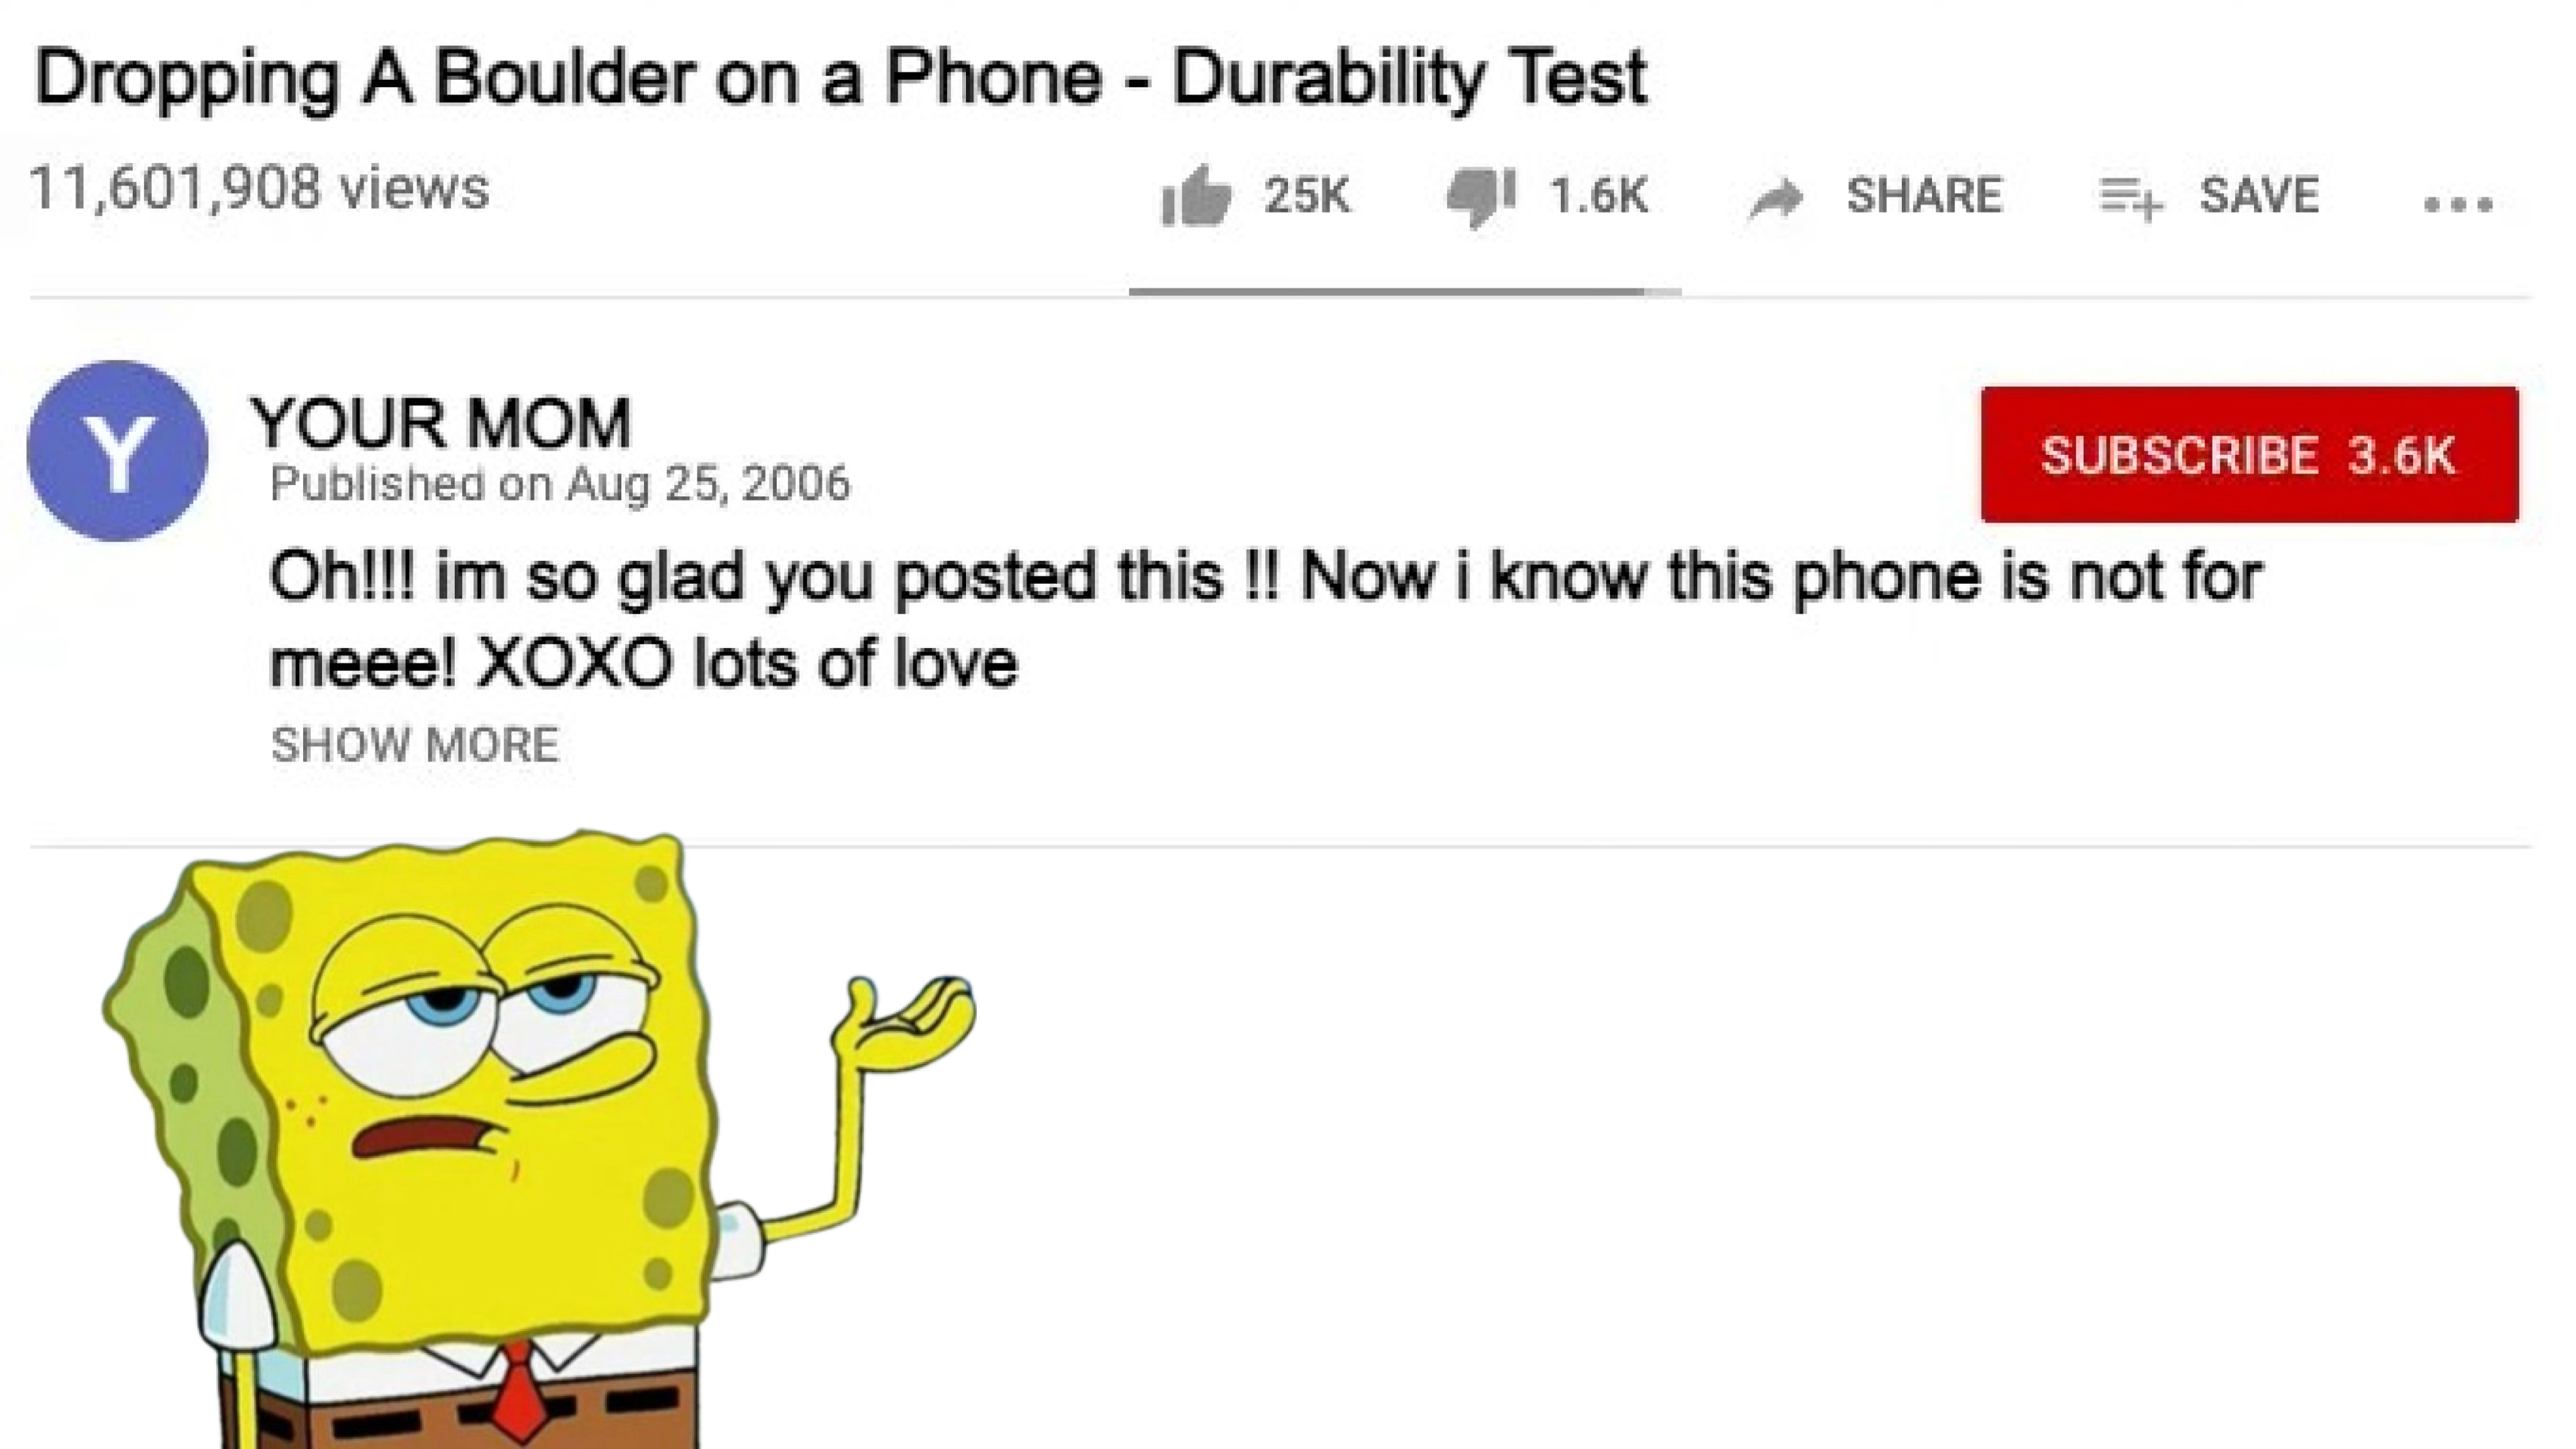 Dropping A Boulder on a Phone - Durability Test
11,601,908 views 25K 1.6K SHARE SAVE ...
Y
YOUR MOM
Published on Aug 25, 2006
SUBSCRIBE 3.6K
Oh!!! im so glad you posted this !! Now i know this phone is not for
meee! XOXO lots of love
SHOW MORE